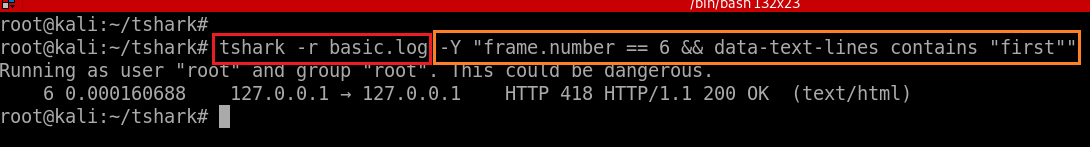 /bin/bash 132x23
root@kali:~/tshark#
root@kali:~/tshark# tshark -r basic.log -Y "frame.number == 6 && data-text-lines contains "first""
Running as user "root" and group "root". This could be dangerous.
6 0.000160688 127.0.0.1 → 127.0.0.1 HTTP 418 HTTP/1.1 200 OK (text/html)
root@kali:~/tshark#